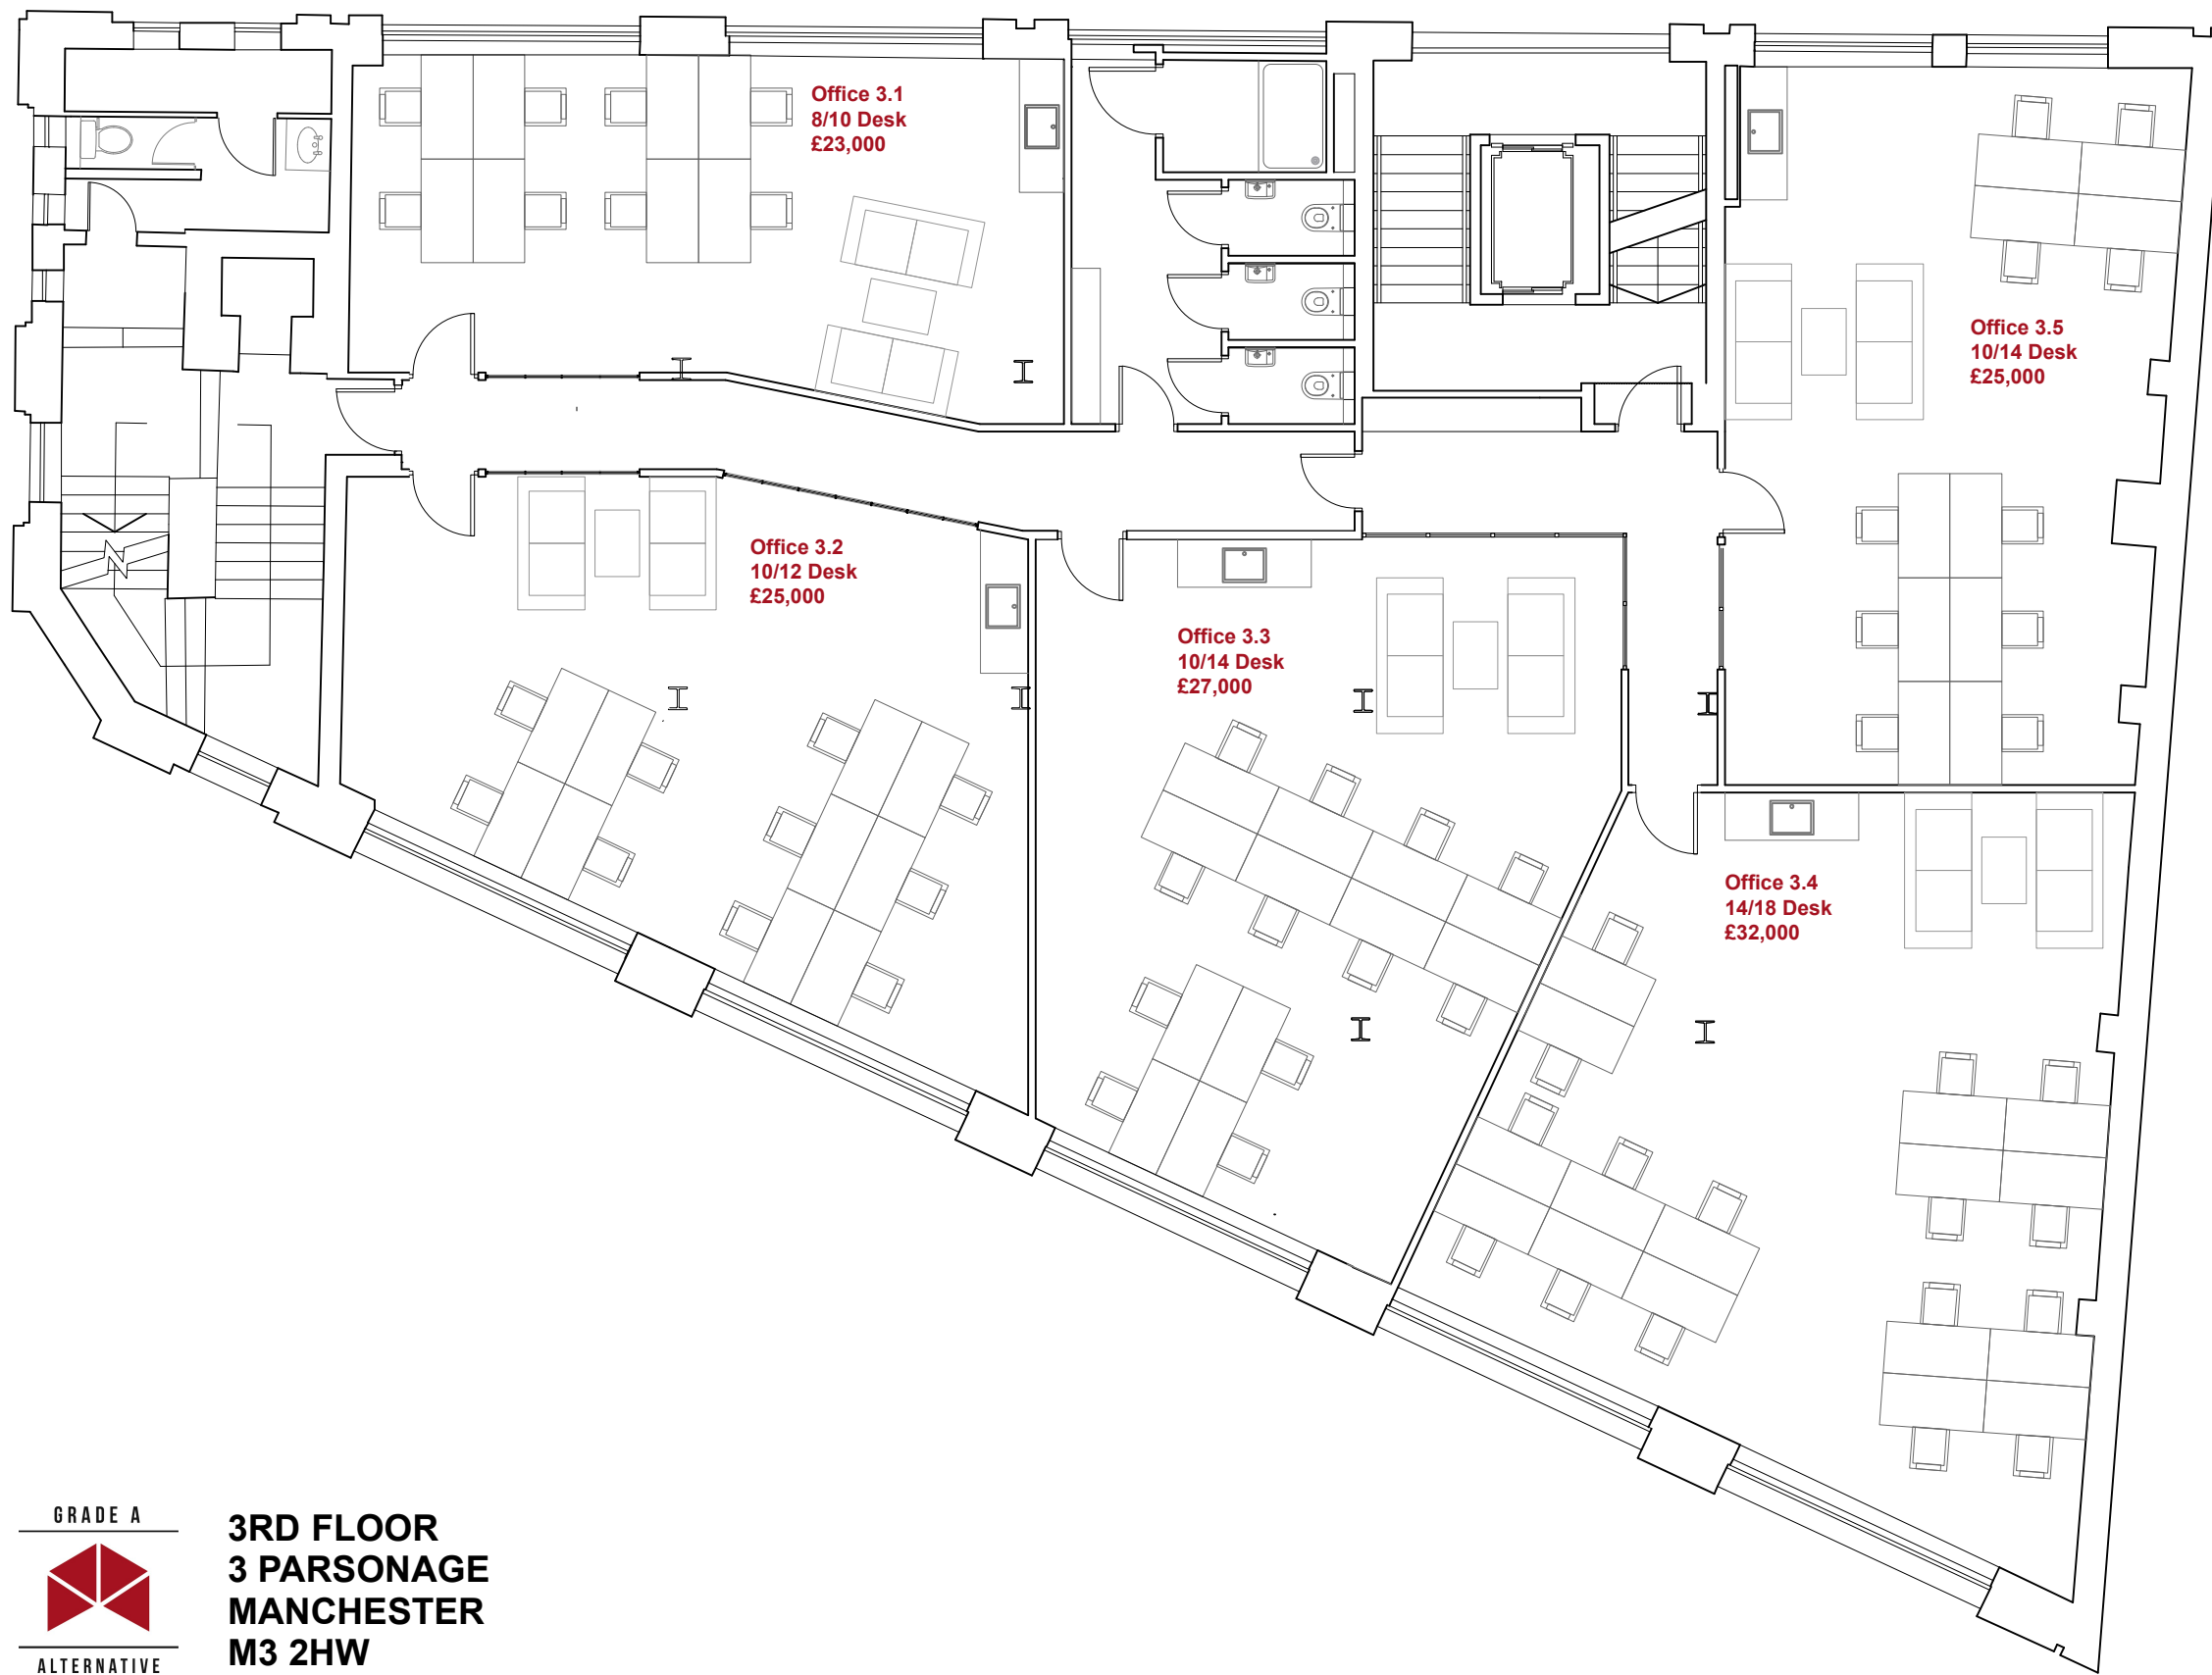 Office 3.1
8/10 Desk
£23,000
Office 3.5
10/14 Desk
£25,000
Office 3.2
10/12 Desk
£25,000
Office 3.3
10/14 Desk
£27,000
Office 3.4
14/18 Desk
£32,000
GRADE A
ALTERNATIVE
3RD FLOOR
3 PARSONAGE
MANCHESTER
M3 2HW